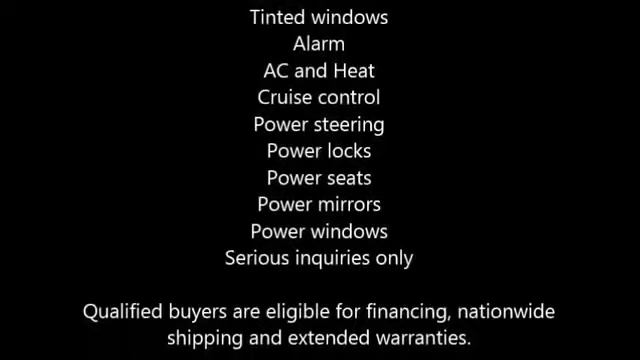 Tinted windows
Alarm
AC and Heat
Cruise control
Power steering
Power locks
Power seats
Power mirrors
Power windows
Serious inquiries only
Qualified buyers are eligible for financing, nationwide
shipping and extended warranties.